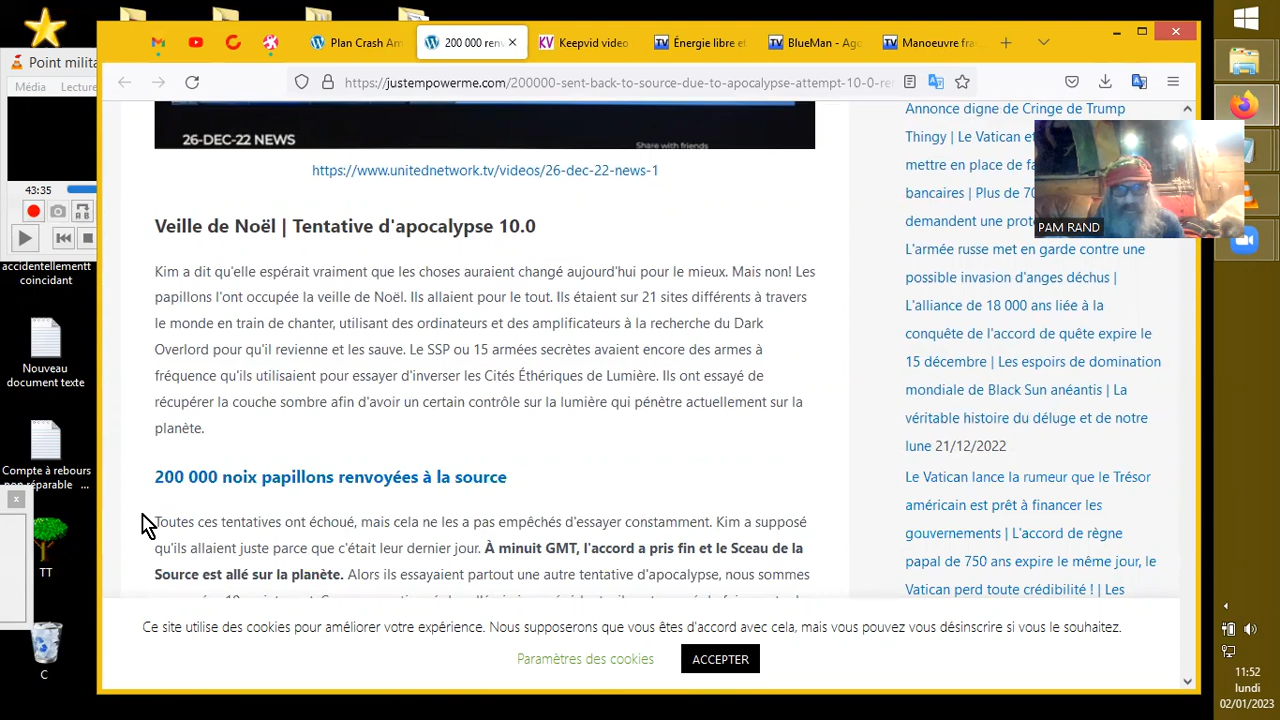 Point milita
Média
Lecture
43:35
accidentellementt
coincidant
Nouveau
document texte
Compte à rebours
non réparable ...
TT
C
Plan Crash Am
200 000 renv
Keepvid video
Énergie libre et
BlueMan - Ago
Manoeuvre fra
https://justempowerme.com/200000-sent-back-to-source-due-to-apocalypse-attempt-10-0-re
26-DEC-22 NEWS
Share with friends
https://www.unitednetwork.tv/videos/26-dec-22-news-1
Veille de Noël | Tentative d'apocalypse 10.0
Kim a dit qu'elle espérait vraiment que les choses auraient changé aujourd'hui pour le mieux. Mais non! Les
papillons l'ont occupée la veille de Noël. Ils allaient pour le tout. Ils étaient sur 21 sites différents à travers
le monde en train de chanter, utilisant des ordinateurs et des amplificateurs à la recherche du Dark
Overlord pour qu'il revienne et les sauve. Le SSP ou 15 armées secrètes avaient encore des armes à
fréquence qu'ils utilisaient pour essayer d'inverser les Cités Éthériques de Lumière. Ils ont essayé de
récupérer la couche sombre afin d'avoir un certain contrôle sur la lumière qui pénètre actuellement sur la
planète.
200 000 noix papillons renvoyées à la source
Toutes ces tentatives ont échoué, mais cela ne les a pas empêchés d'essayer constamment. Kim a supposé
qu'ils allaient juste parce que c'était leur dernier jour. À minuit GMT, l'accord a pris fin et le Sceau de la
Source est allé sur la planète. Alors ils essayaient partout une autre tentative d'apocalypse, nous sommes
Annonce digne de Cringe de Trump
Thingy | Le Vatican et
mettre en place de fa
bancaires | Plus de 70
demandent une prote
L'armée russe met en garde contre une
possible invasion d'anges déchus |
L'alliance de 18 000 ans liée à la
conquête de l'accord de quête expire le
15 décembre | Les espoirs de domination
mondiale de Black Sun anéantis | La
véritable histoire du déluge et de notre
lune 21/12/2022
Le Vatican lance la rumeur que le Trésor
américain est prêt à financer les
gouvernements | L'accord de règne
papal de 750 ans expire le même jour, le
Vatican perd toute crédibilité ! | Les
PAM RAND
Ce site utilise des cookies pour améliorer votre expérience. Nous supposerons que vous êtes d'accord avec cela, mais vous pouvez vous désinscrire si vous le souhaitez.
Paramètres des cookies
ACCEPTER
11:52
lundi
02/01/2023